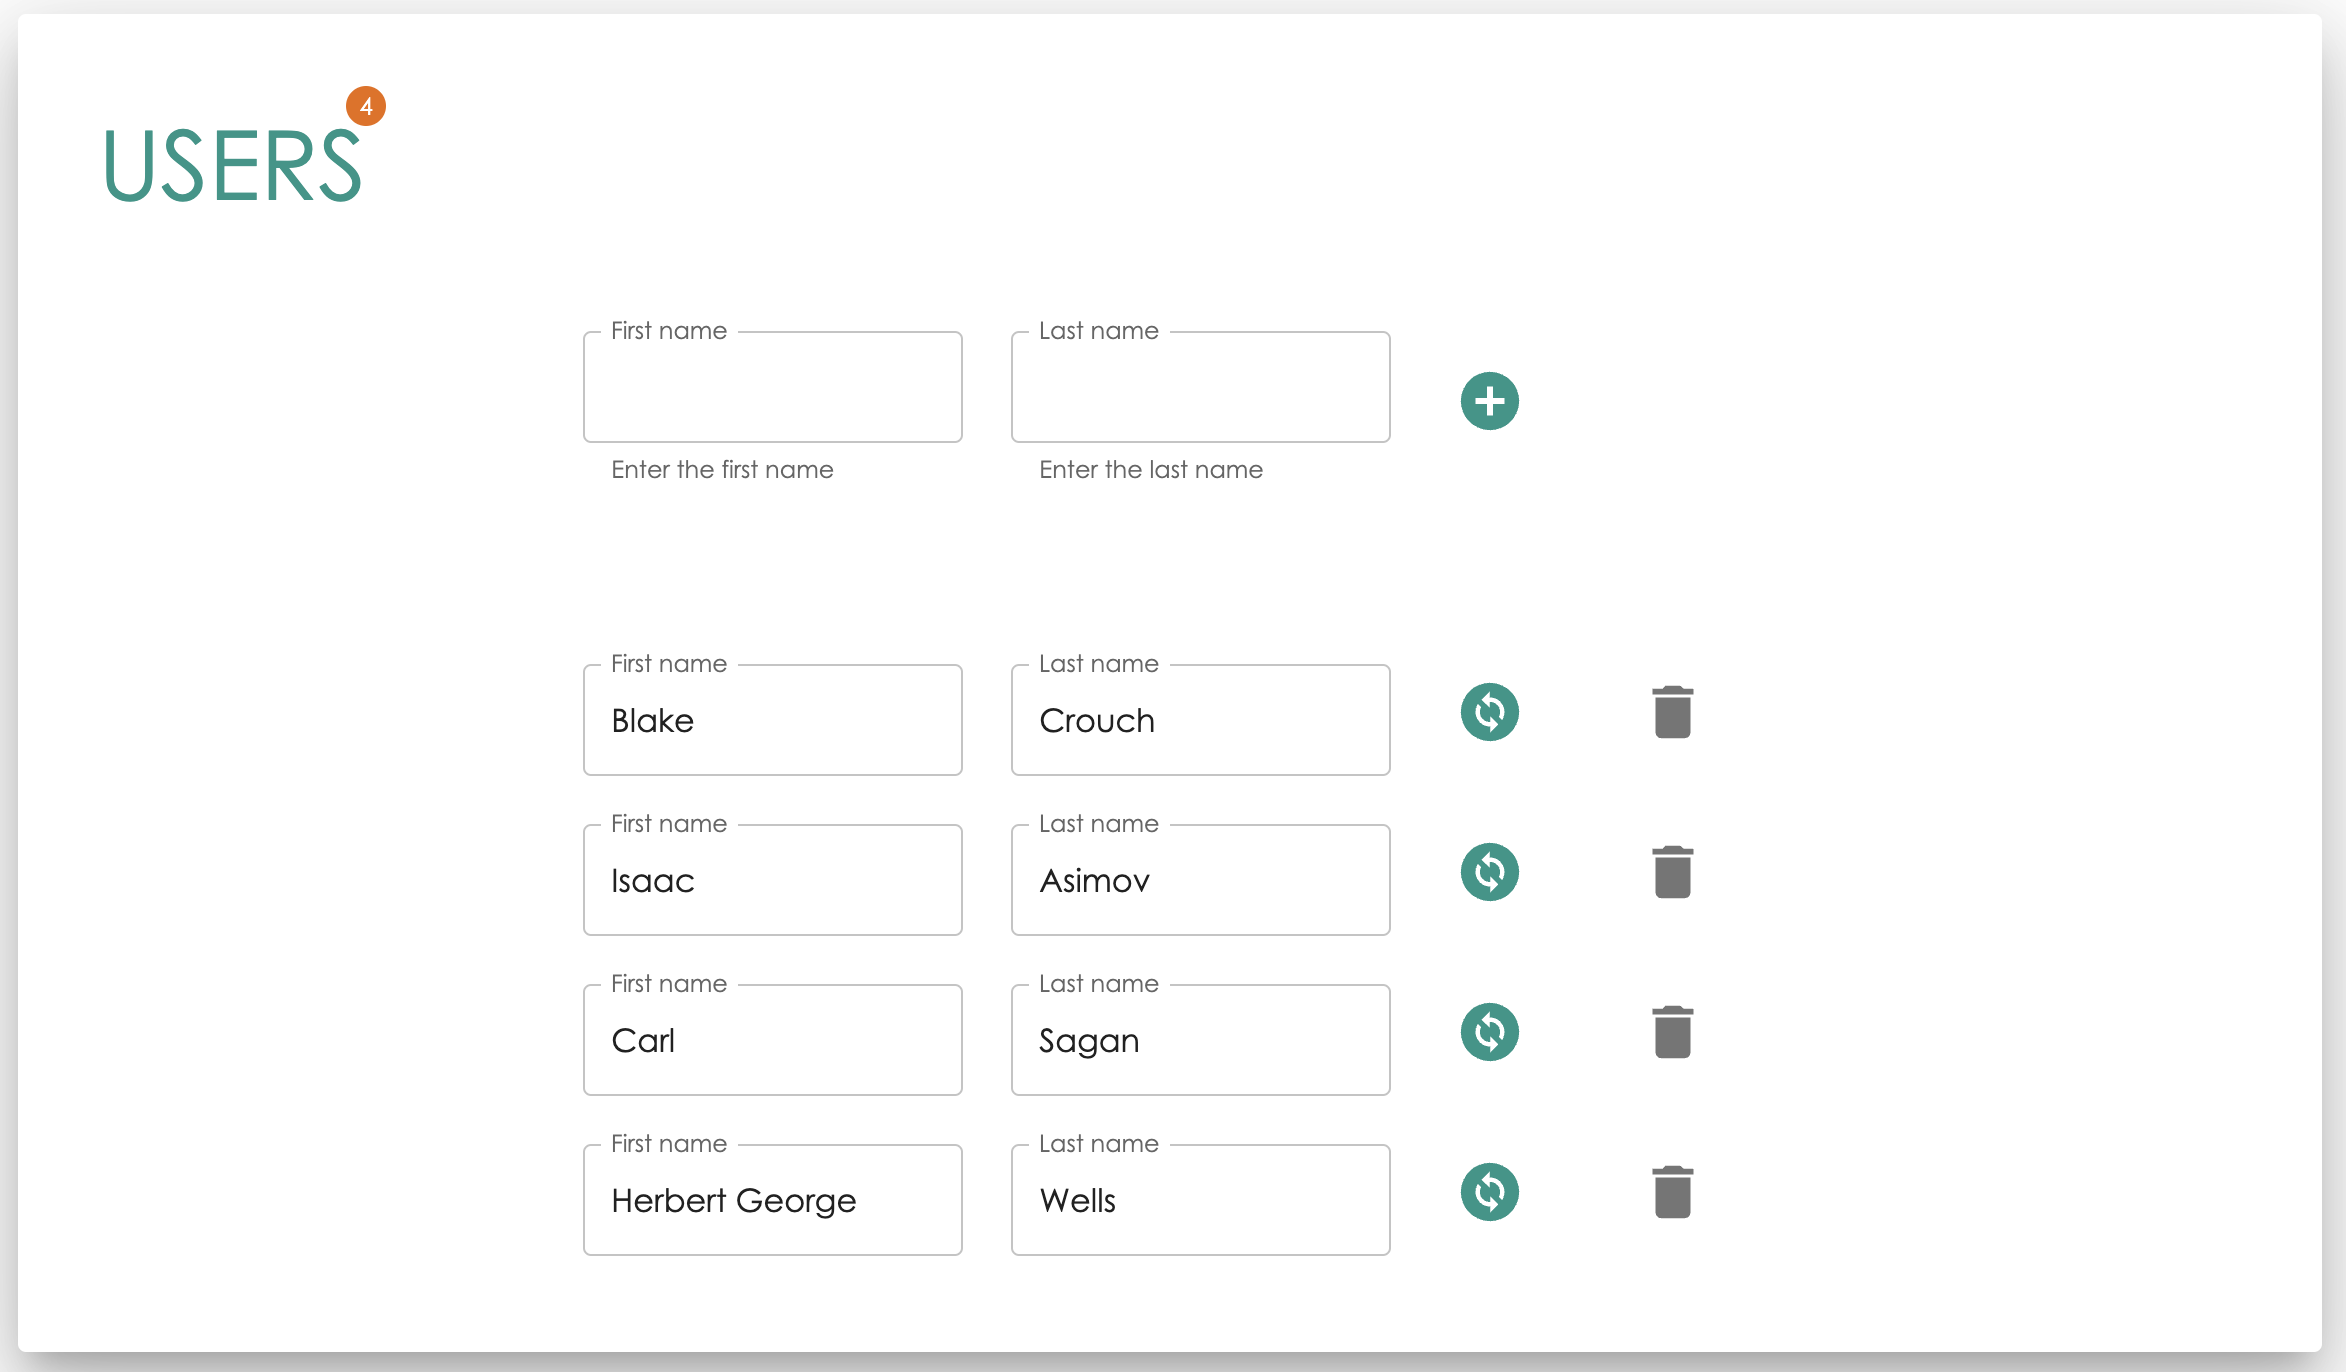 4
USERS
First name Last name
Enter the first name Enter the last name
First name Last name
Blake Crouch
First name Last name
Isaac Asimov
First name Last name
Carl Sagan
First name Last name
Herbert George Wells